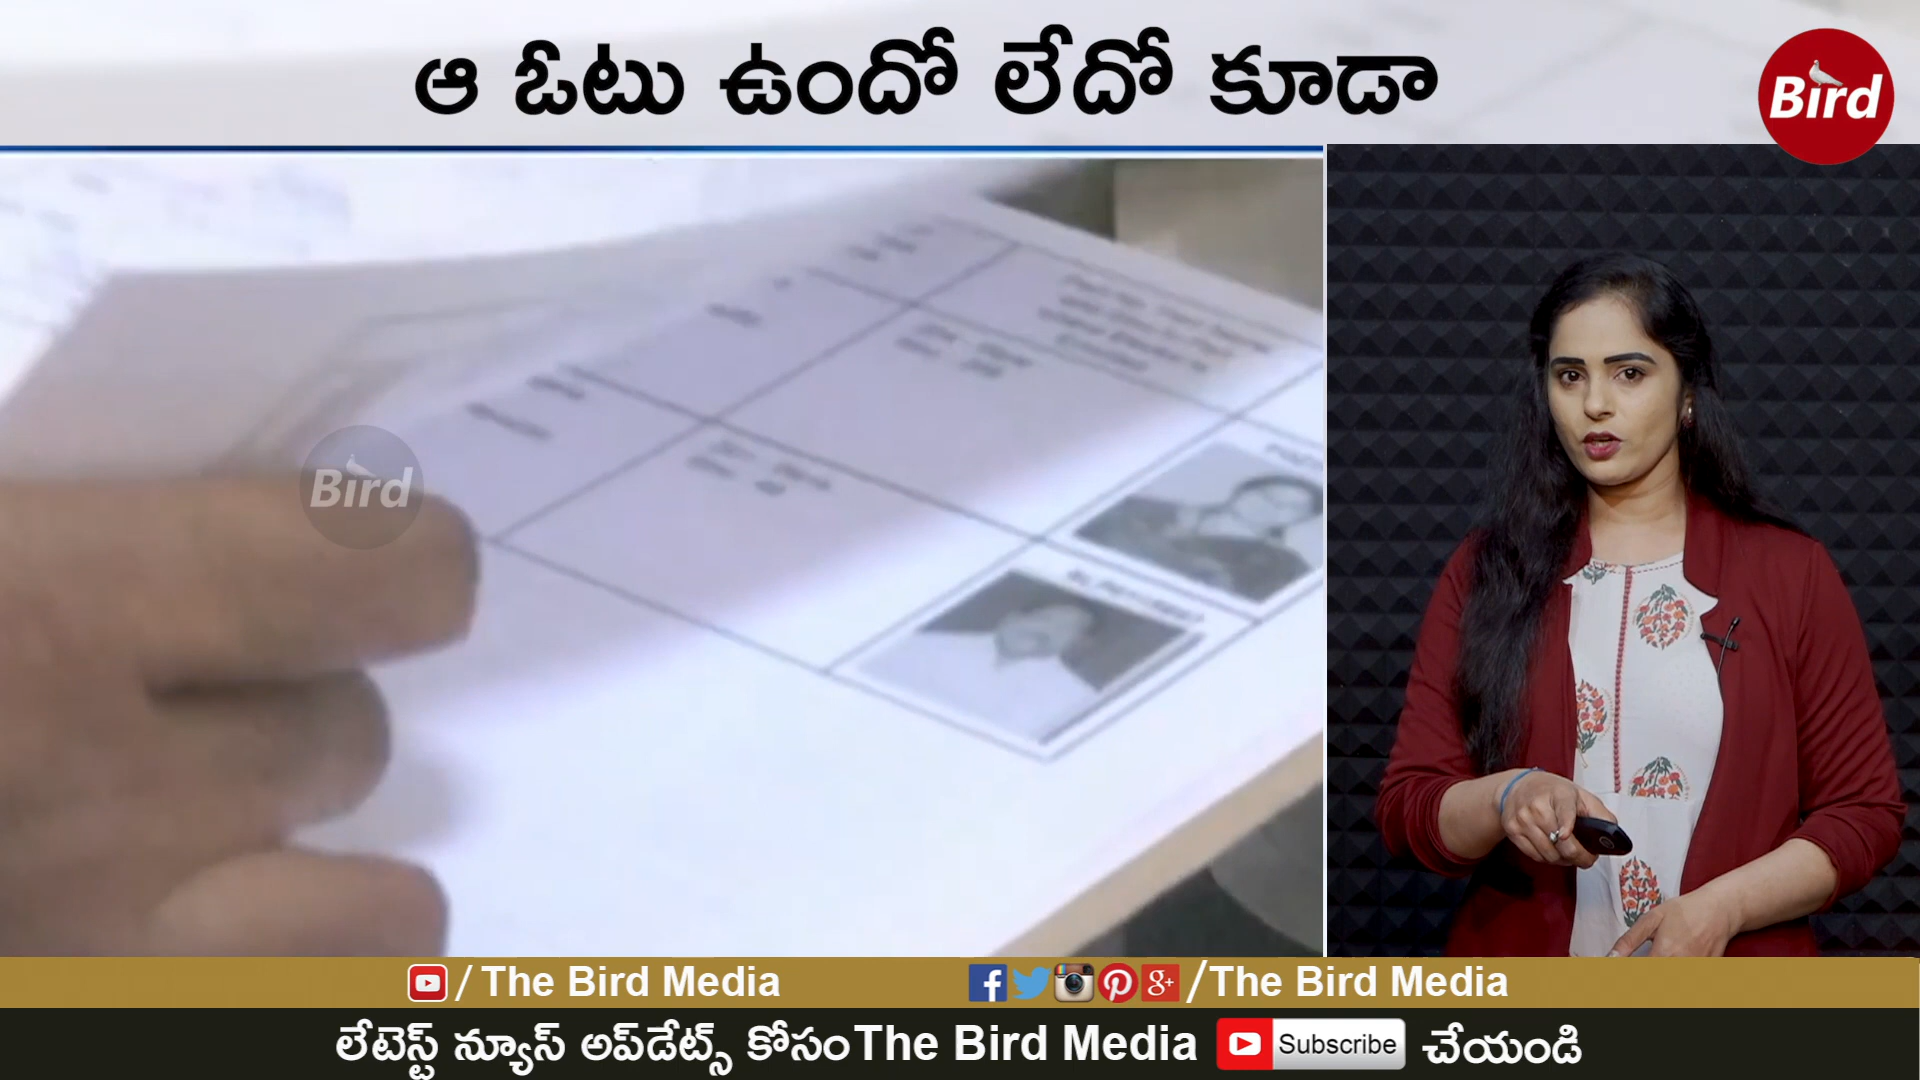 ఆ ఓటు ఉందో లేదో కూడా
Bird
Bird
/ The Bird Media
/The Bird Media
లేటెస్ట్ న్యూస్ అప్‌డేట్స్ కోసంThe Bird Media Subscribe చేయండి